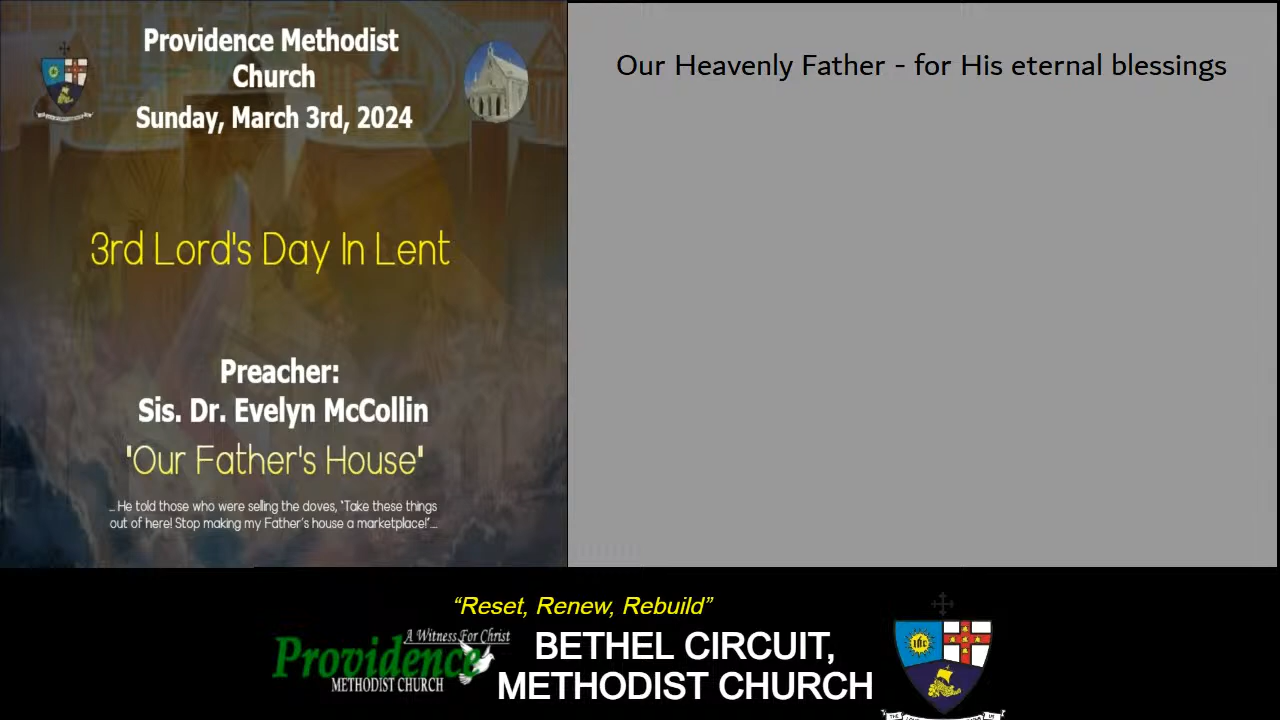 Providence Methodist
Church
Sunday, March 3rd, 2024
3rd Lord's Day In Lent
Preacher:
Sis. Dr. Evelyn McCollin
"Our Father's House"
... He told those who were selling the doves, "Take these things
out of here! Stop making my Father's house a marketplace!"...
Our Heavenly Father - for His eternal blessings
“Reset, Renew, Rebuild”
A Witness For Christ
Providence
METHODIST CHURCH
BETHEL CIRCUIT,
METHODIST CHURCH